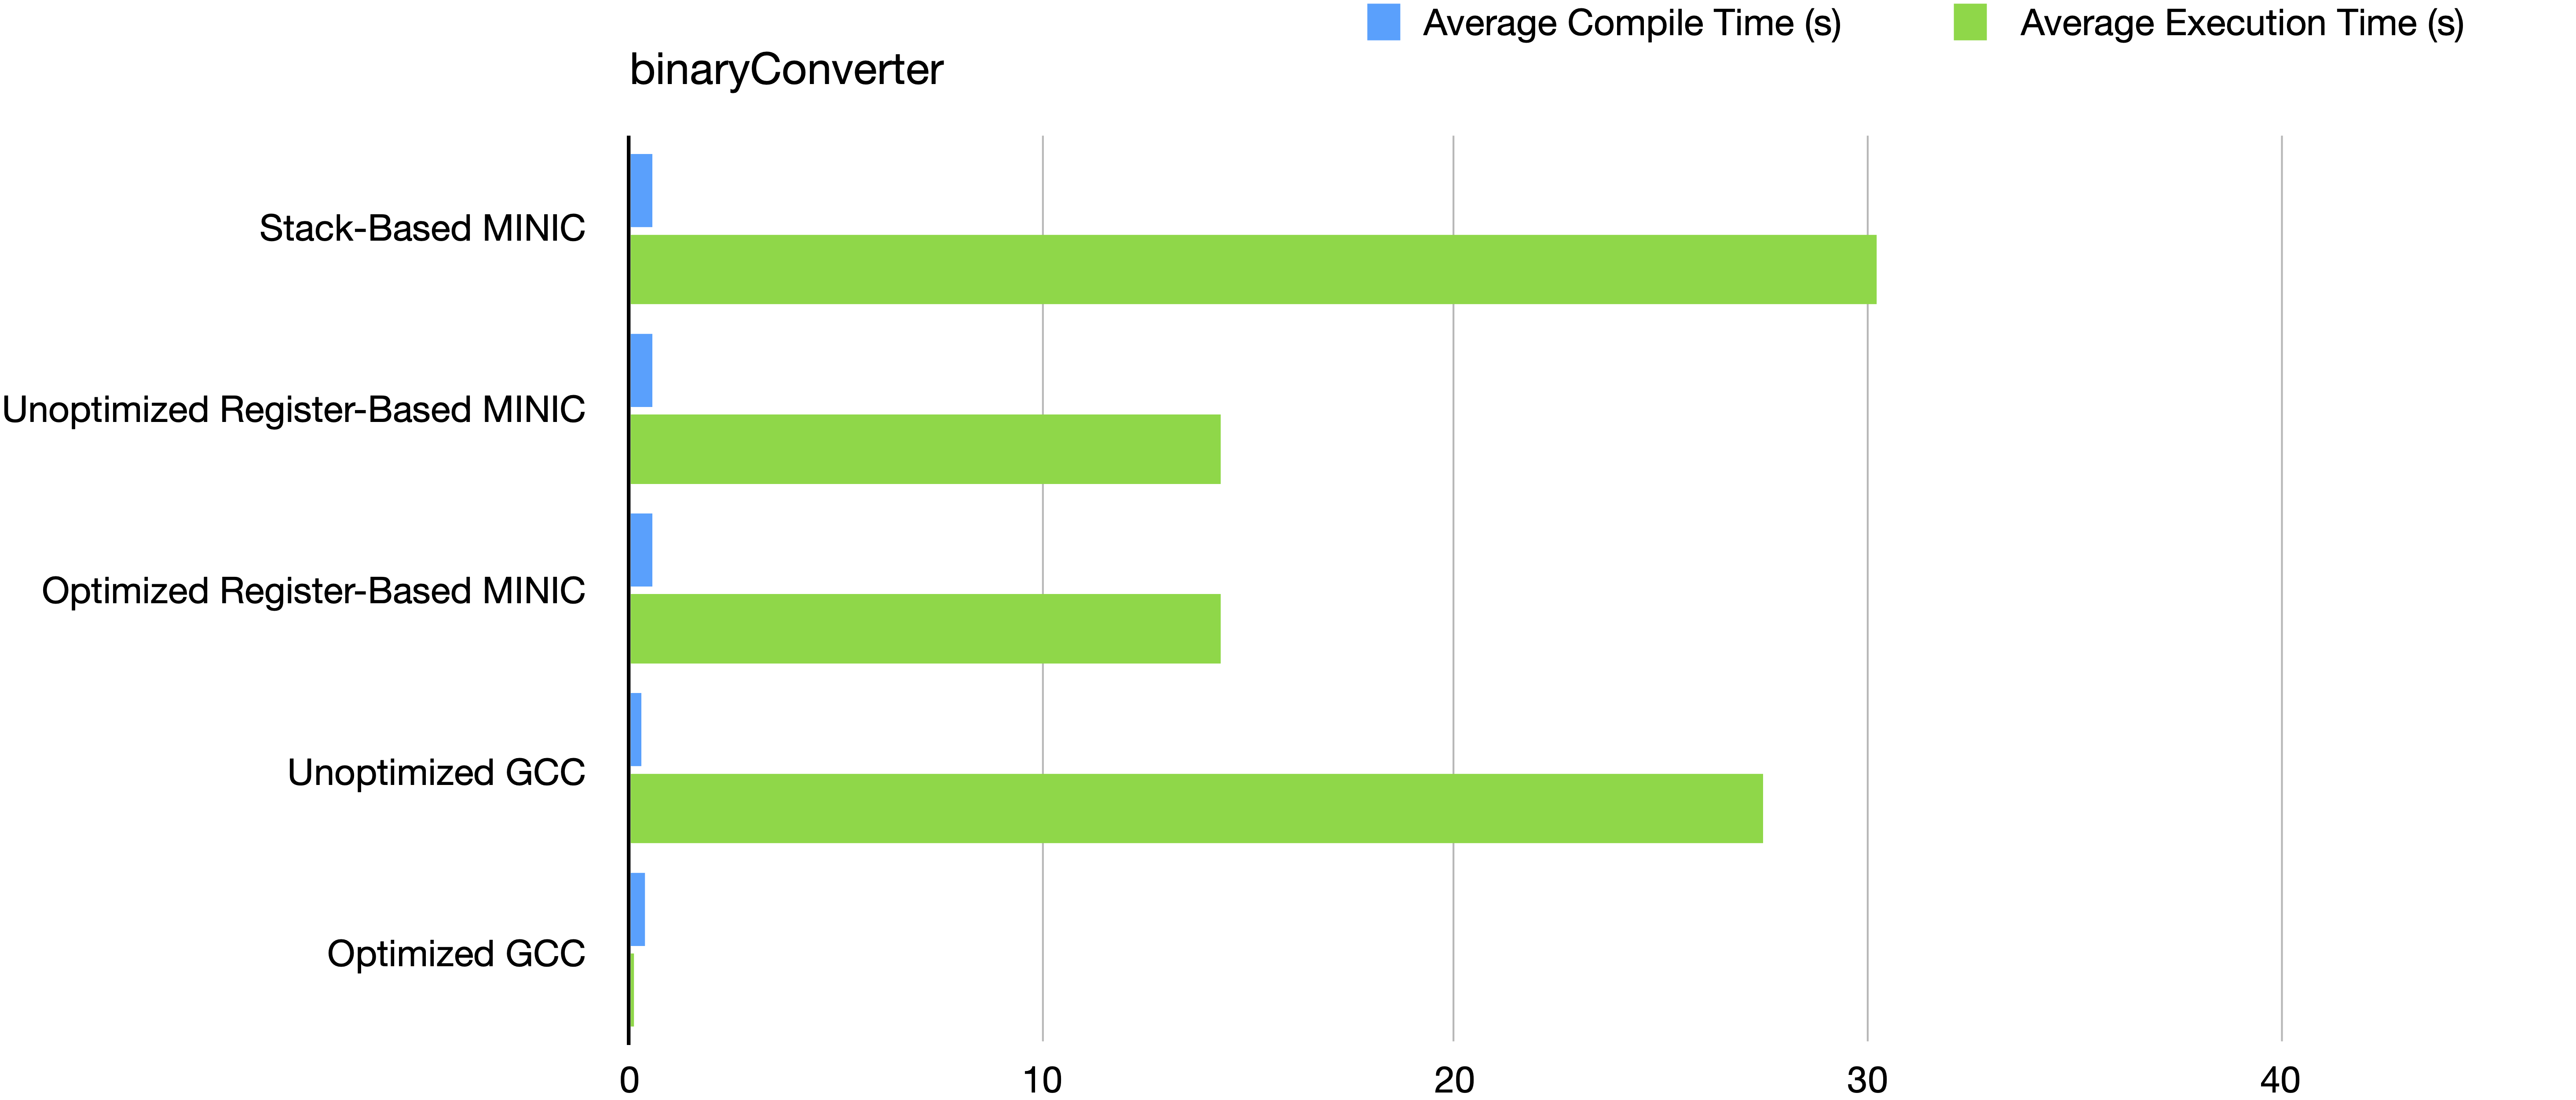 Average Compile Time (s)
Average Execution Time (s)
binaryConverter
Stack-Based MINIC
Unoptimized Register-Based MINIC
Optimized Register-Based MINIC
Unoptimized GCC
Optimized GCC
0 10 20 30 40